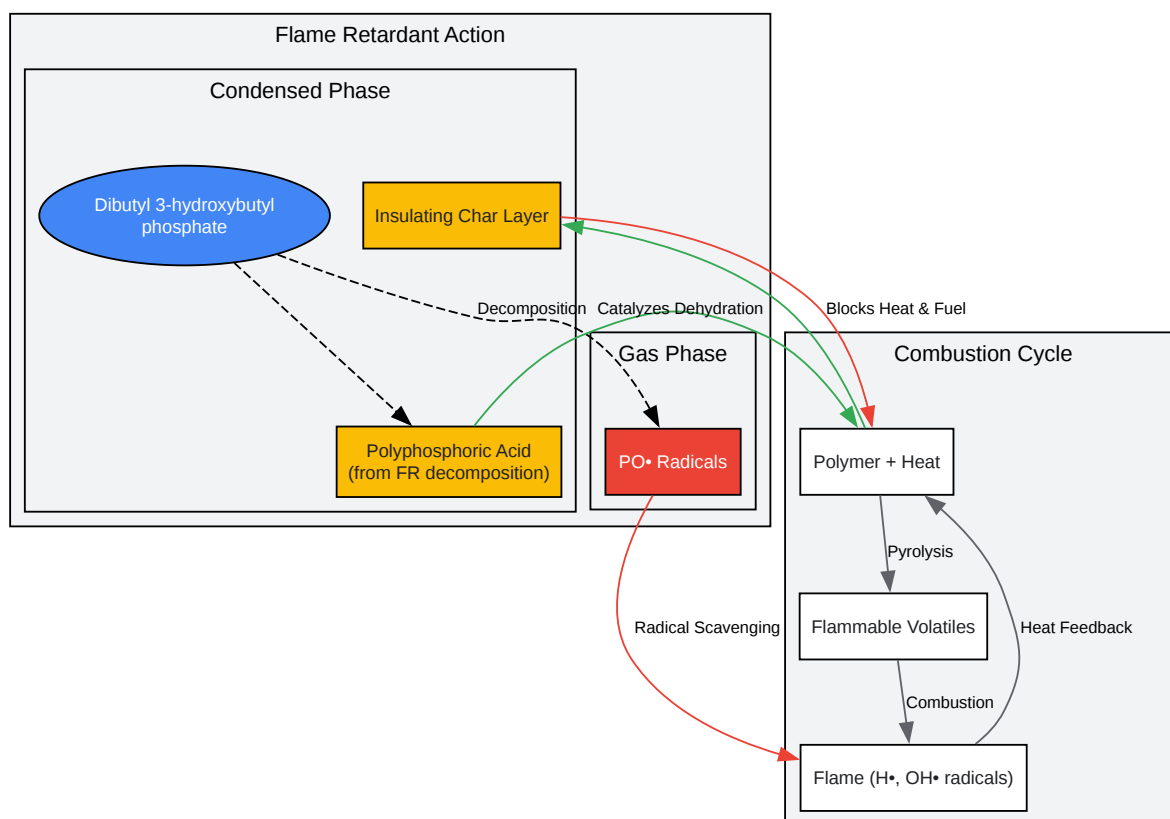 Flame Retardant Action
Condensed Phase
Dibutyl 3-hydroxybutyl
phosphate
Insulating Char Layer
Decomposition
Catalyzes Dehydration
Blocks Heat & Fuel
Gas Phase
Combustion Cycle
Polyphosphoric Acid
(from FR decomposition)
PO• Radicals
Polymer + Heat
Pyrolysis
Radical Scavenging
Flammable Volatiles
Heat Feedback
Combustion
Flame (H•, OH• radicals)